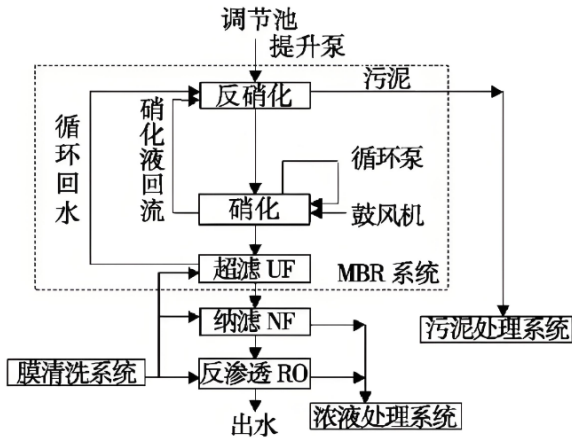 调节池
提升泵
反硝化
污泥
循环回水
硝化液回流
循环泵
硝化
鼓风机
超滤 UF
MBR 系统
纳滤 NF
污泥处理系统
膜清洗系统
反渗透 RO
出水
浓液处理系统